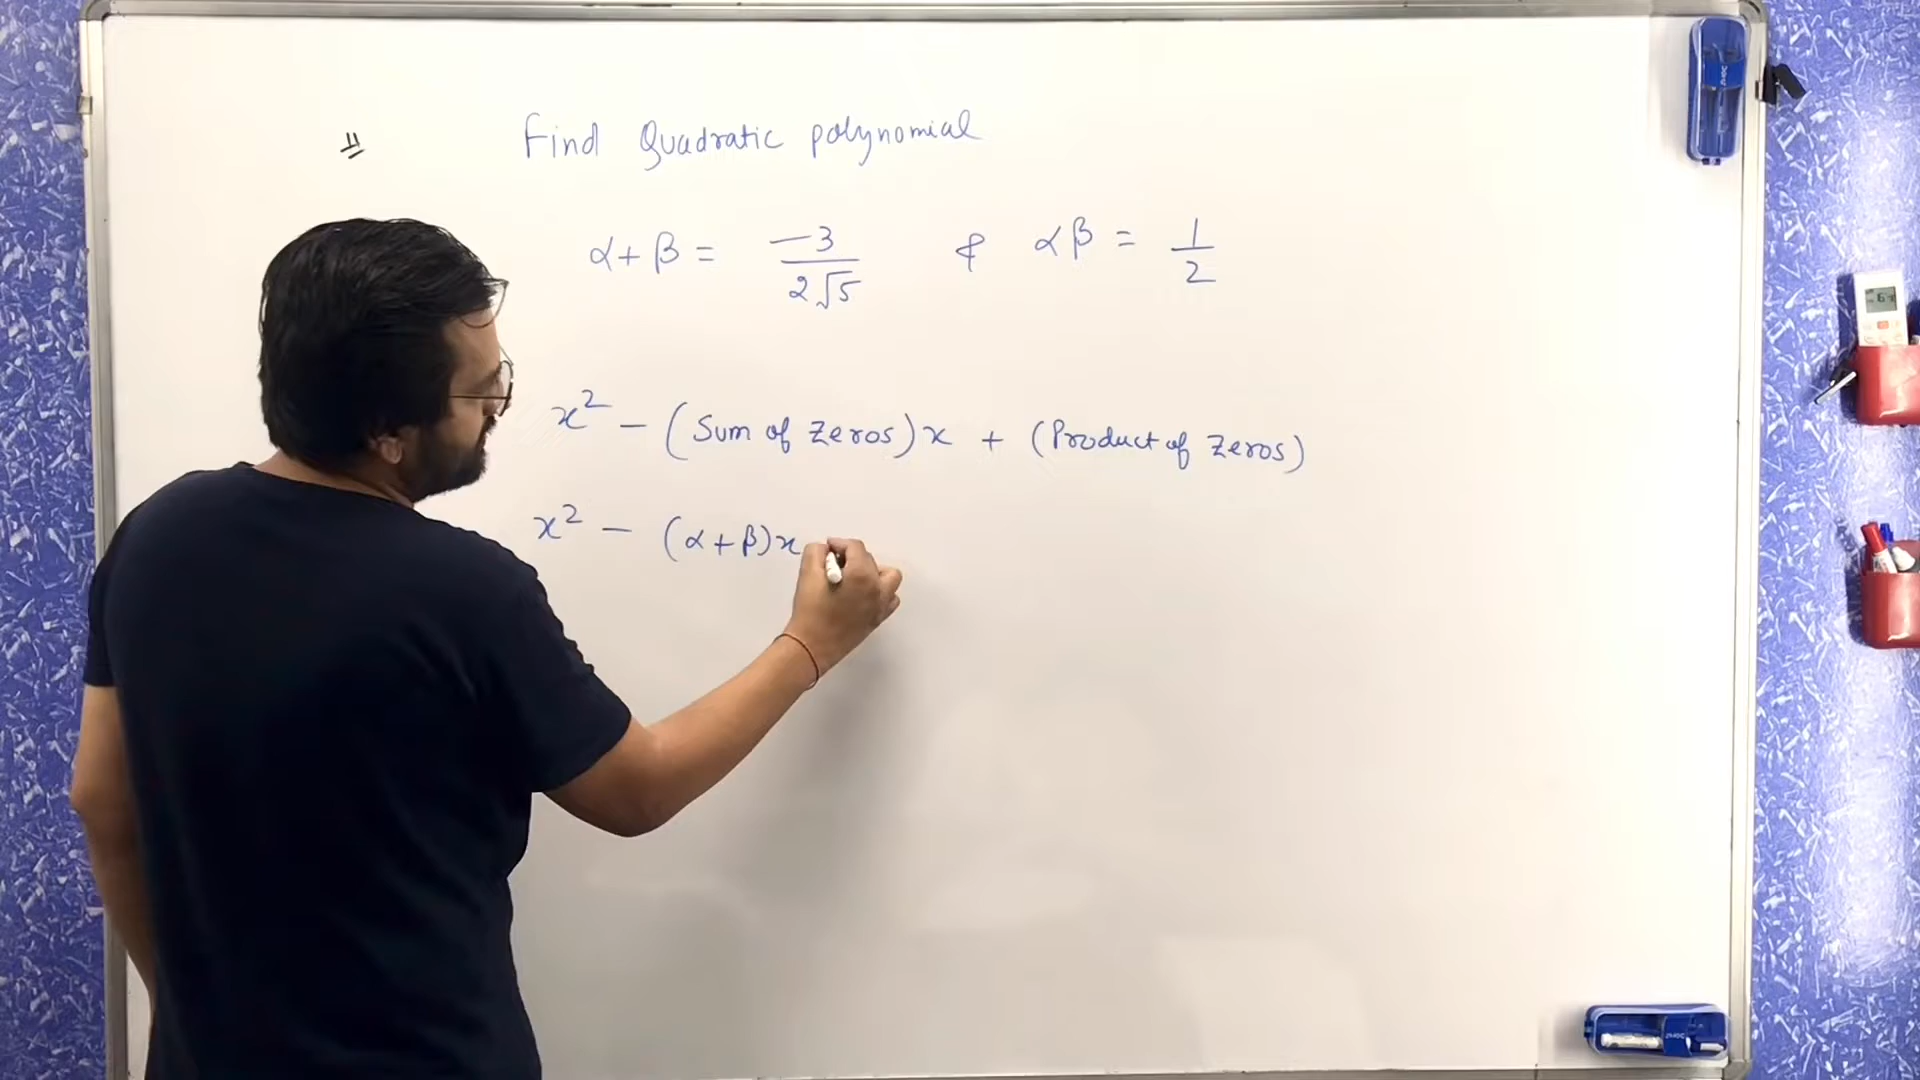 Find Quadratic polynomial
α + β = -3/2√5 & αβ = 1/2
x² - (Sum of zeros)x + (Product of zeros)
x² - (α+β)x